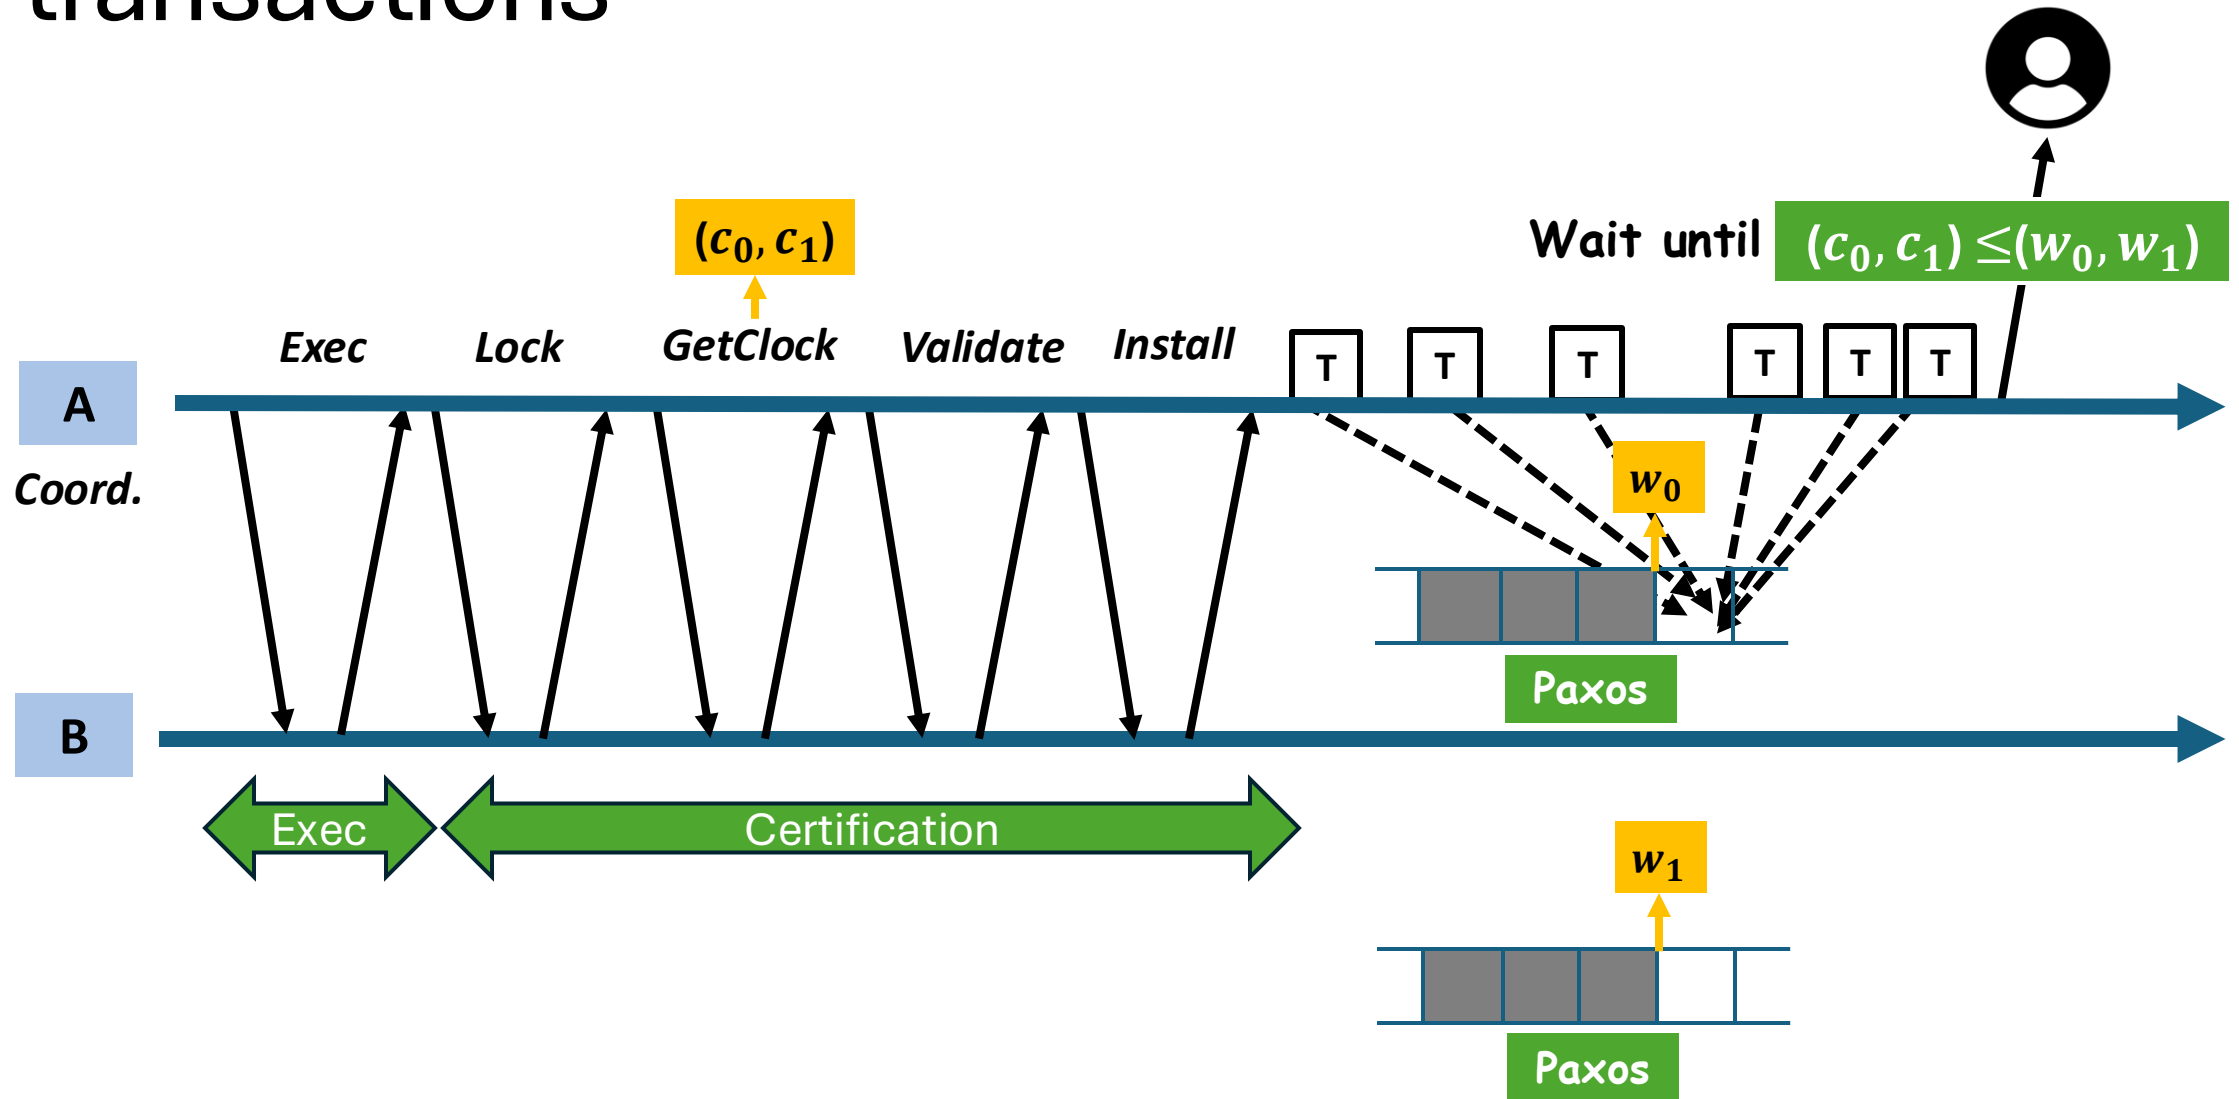 transactions
(c₀, c₁)
Wait until (c₀, c₁) ≤(w₀, w₁)
Exec Lock GetClock Validate Install
T T T T T T
A
Coord.
w₀
Paxos
B
Exec Certification
w₁
Paxos